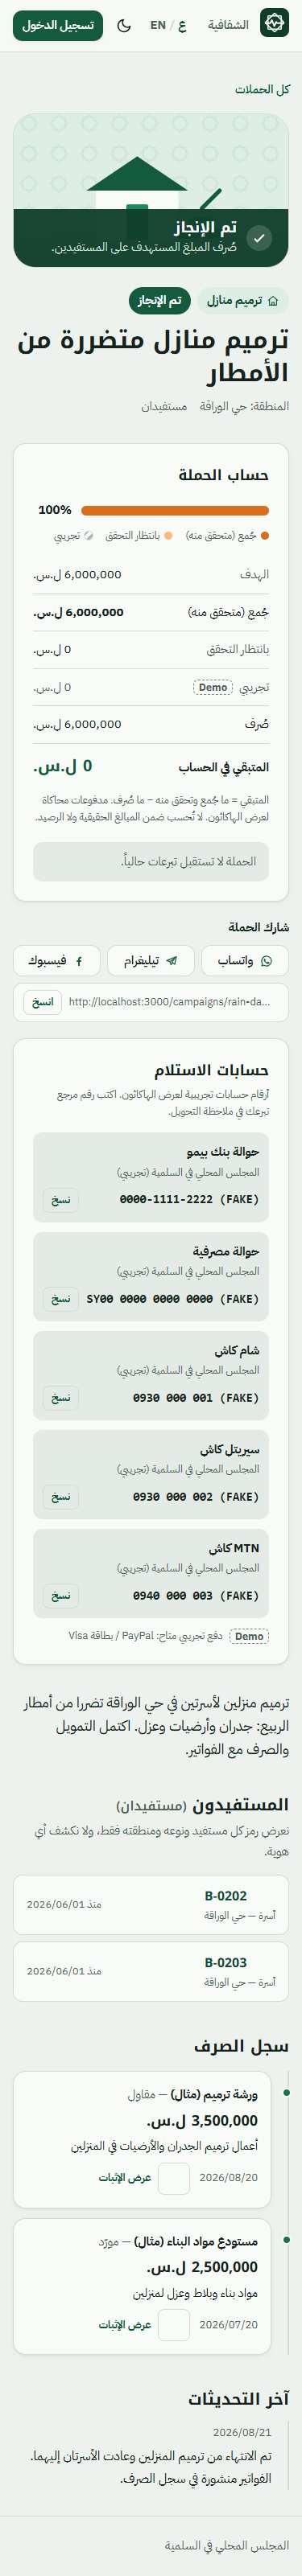 الشفافية
ع / EN
تسجيل الدخول
كل الحملات
تم الإنجاز
صُرف المبلغ المستهدف على المستفيدين.
ترميم منازل
تم الإنجاز
ترميم منازل متضررة من
الأمطار
المنطقة: حي الوراقة مستفيدان
حساب الحملة
100%
جُمع (متحقق منه)
بانتظار التحقق
تجريبي
الهدف 6,000,000 ل.س.
جُمع (متحقق منه) 6,000,000 ل.س.
بانتظار التحقق 0 ل.س.
تجريبي Demo 0 ل.س.
صُرف 6,000,000 ل.س.
المتبقي في الحساب 0 ل.س.
المتبقي = ما جُمع وتحقق منه − ما صُرف. مدفوعات محاكاة
لعرض الهاكاثون. لا تُحسب ضمن المبالغ الحقيقية ولا الرصيد.
الحملة لا تستقبل تبرعات حالياً.
شارك الحملة
واتساب
تيليغرام
فيسبوك
http://localhost:3000/campaigns/rain-da...
انسخ
حسابات الاستلام
أرقام حسابات تجريبية لعرض الهاكاثون. اكتب رقم مرجع
تبرعك في ملاحظة التحويل.
حوالة بنك بيمو
المجلس المحلي في السلمية (تجريبي)
0000-1111-2222 (FAKE)
نسخ
حوالة مصرفية
المجلس المحلي في السلمية (تجريبي)
SY00 0000 0000 0000 (FAKE)
نسخ
شام كاش
المجلس المحلي في السلمية (تجريبي)
0930 000 001 (FAKE)
نسخ
سيريتل كاش
المجلس المحلي في السلمية (تجريبي)
0930 000 002 (FAKE)
نسخ
MTN كاش
المجلس المحلي في السلمية (تجريبي)
0940 000 003 (FAKE)
نسخ
Demo دفع تجريبي متاح: PayPal / بطاقة Visa
ترميم منزلين لأسرتين في حي الوراقة تضررا من أمطار
الربيع: جدران وأرضيات وعزل. اكتمل التمويل
والصرف مع الفواتير.
المستفيدون (مستفيدان)
نعرض رمز كل مستفيد ونوعه ومنطقته فقط، ولا نكشف أي
هوية.
B-0202
أسرة — حي الوراقة
منذ 2026/06/01
B-0203
أسرة — حي الوراقة
منذ 2026/06/01
سجل الصرف
ورشة ترميم (مثال) — مقاول
3,500,000 ل.س.
أعمال ترميم الجدران والأرضيات في المنزلين
2026/08/20
عرض الإثبات
مستودع مواد البناء (مثال) — مورّد
2,500,000 ل.س.
مواد بناء وبلاط وعزل لمنزلين
2026/07/20
عرض الإثبات
آخر التحديثات
2026/08/21
تم الانتهاء من ترميم المنزلين وعادت الأسرتان إليهما.
الفواتير منشورة في سجل الصرف.
المجلس المحلي في السلمية